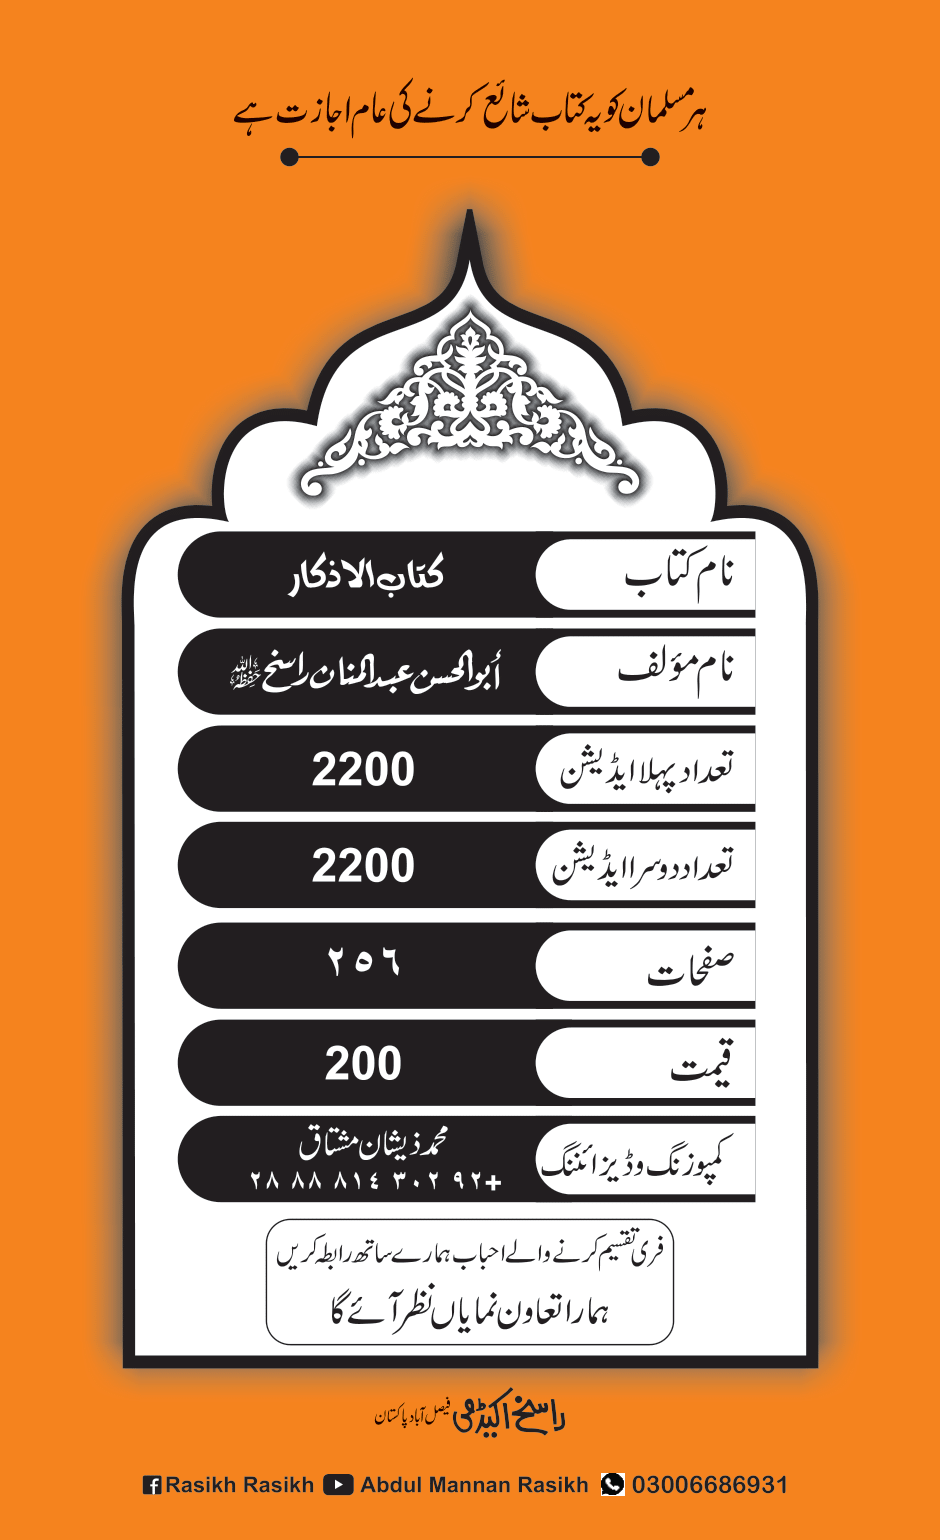 ہر مسلمان کو یہ کتاب شائع کرنے کی عام اجازت ہے
نام کتاب کتاب الاذکار
نام مؤلف أبو الحسن عبدالمنان راسخ حفظہ اللہ
تعداد پہلا ایڈیشن 2200
تعداد دوسرا ایڈیشن 2200
صفحات ٢٥٦
قیمت 200
کمپوزنگ و ڈیزائننگ محمد ذیشان مشتاق
+٩٢ ٣٠٢ ٨١٤ ٨٨ ٢٨
فری تقسیم کرنے والے احباب ہمارے ساتھ رابطہ کریں
ہمارا تعاون نمایاں نظر آئے گا
راسخ اکیڈمی فیصل آباد پاکستان
Rasikh Rasikh Abdul Mannan Rasikh 03006686931